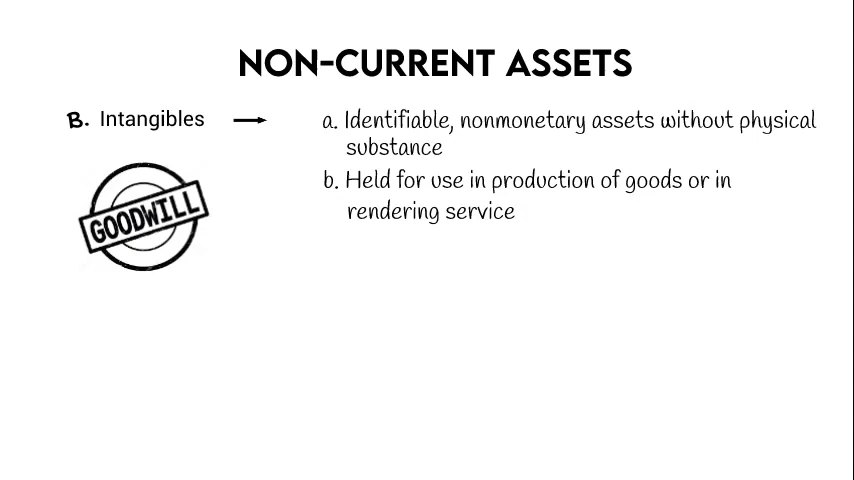 NON-CURRENT ASSETS
B. Intangibles
a. Identifiable, nonmonetary assets without physical
substance
b. Held for use in production of goods or in
rendering service
GOODWILL